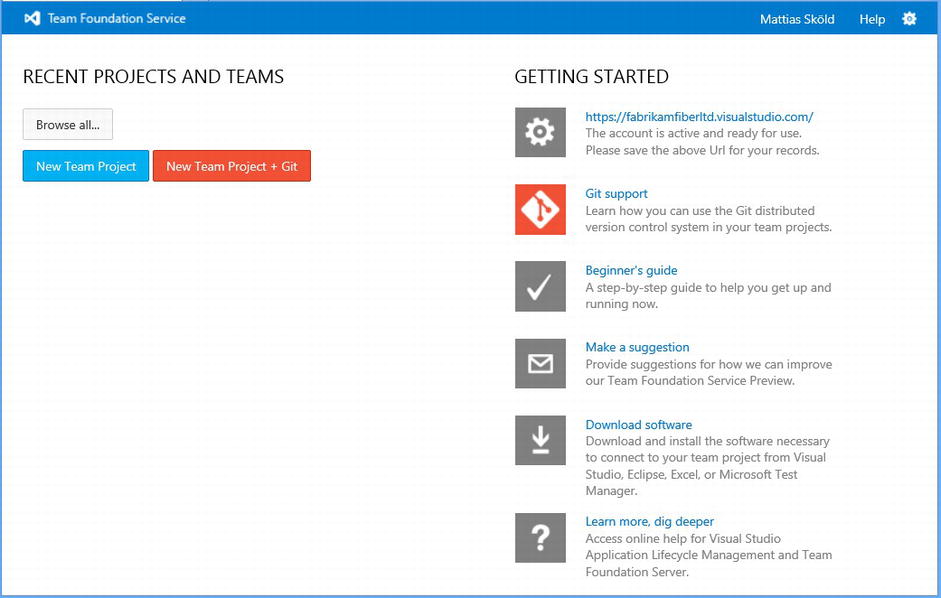 Team Foundation Service
Mattias Sköld
Help
RECENT PROJECTS AND TEAMS
Browse all...
New Team Project
New Team Project + Git
GETTING STARTED
https://fabrikamfiberltd.visualstudio.com/
The account is active and ready for use.
Please save the above Url for your records.
Git support
Learn how you can use the Git distributed
version control system in your team projects.
Beginner's guide
A step-by-step guide to help you get up and
running now.
Make a suggestion
Provide suggestions for how we can improve
our Team Foundation Service Preview.
Download software
Download and install the software necessary
to connect to your team project from Visual
Studio, Eclipse, Excel, or Microsoft Test
Manager.
Learn more, dig deeper
Access online help for Visual Studio
Application Lifecycle Management and Team
Foundation Server.